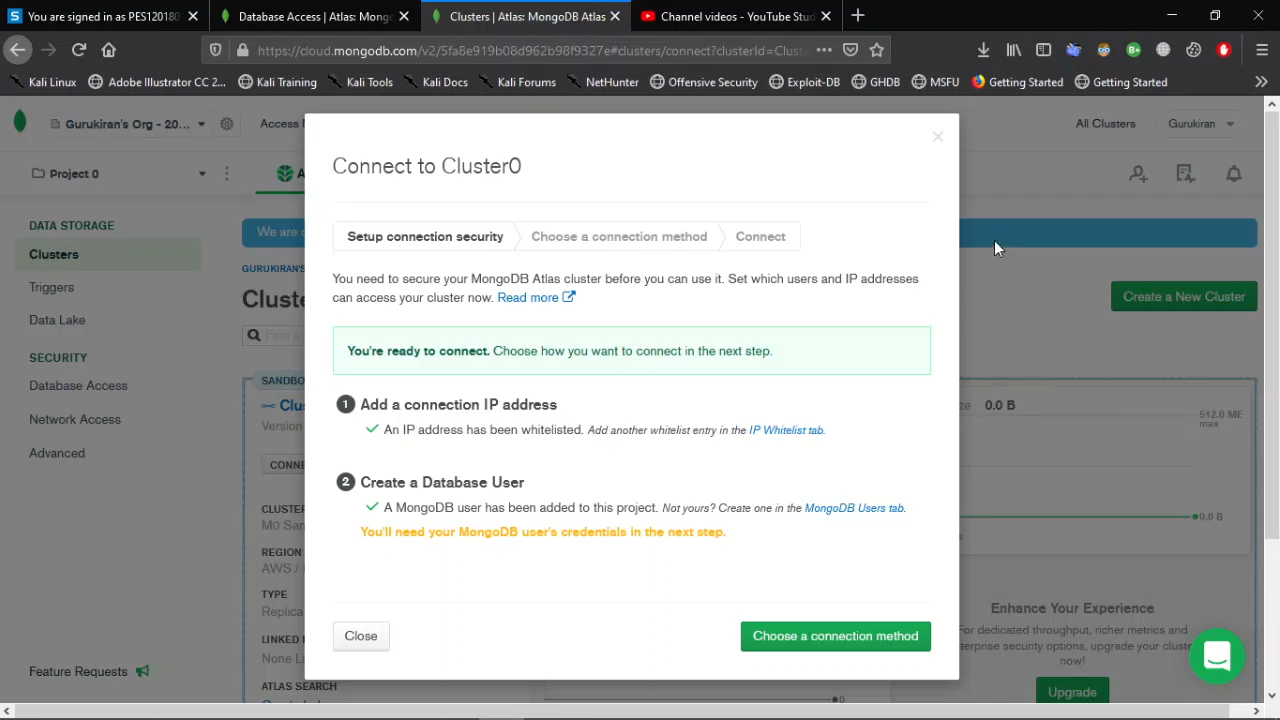 You are signed in as PES120180
Database Access | Atlas: Mongo
Clusters | Atlas: MongoDB Atlas
Channel videos - YouTube Stud
https://cloud.mongodb.com/v2/5fa8e919b08d962b98f9327e#clusters/connect?clusterId=Cluste
Kali Linux
Adobe Illustrator CC 2...
Kali Training
Kali Tools
Kali Docs
Kali Forums
NetHunter
Offensive Security
Exploit-DB
GHDB
MSFU
Getting Started
Getting Started
Gurukiran's Org - 20...
Access
All Clusters
Gurukiran
Project 0
A
DATA STORAGE
Clusters
Triggers
Data Lake
SECURITY
Database Access
Network Access
Advanced
Feature Requests
We are
GURUKIRAN'S
Cluste
Find a
Create a New Cluster
SANDBO
Clu
Version
CONNE
CLUSTER
M0 San
REGION
AWS /
TYPE
Replica
LINKED
None Li
ATLAS SEARCH
Connect to Cluster0
Setup connection security
Choose a connection method
Connect
You need to secure your MongoDB Atlas cluster before you can use it. Set which users and IP addresses
can access your cluster now. Read more
You're ready to connect. Choose how you want to connect in the next step.
1 Add a connection IP address
An IP address has been whitelisted. Add another whitelist entry in the IP Whitelist tab.
2 Create a Database User
A MongoDB user has been added to this project. Not yours? Create one in the MongoDB Users tab.
You'll need your MongoDB user's credentials in the next step.
Close
Choose a connection method
ze 0.0 B
512.0 ME
max
0.0 B
s
Enhance Your Experience
For dedicated throughput, richer metrics and
terprise security options, upgrade your cluste
now!
Upgrade
0